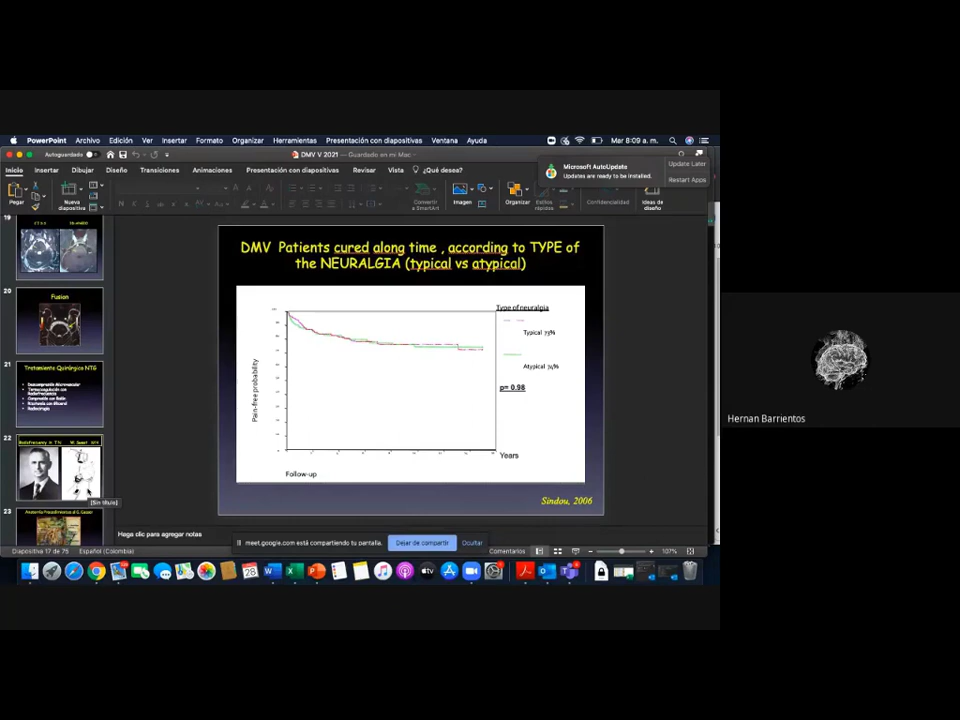 PowerPoint Archivo Edición Ver Insertar Formato Organizar Herramientas Presentación con diapositivas Ventana Ayuda
Mar 8:09 a. m.
Autoguardado
DMV V 2021 — Guardado en mi Mac
Inicio Insertar Dibujar Diseño Transiciones Animaciones Presentación con diapositivas Revisar Vista ¿Qué desea?
Microsoft AutoUpdate
Updates are ready to be installed.
Update Later
Restart Apps
Pegar
Nueva
diapositiva
Convertir
a SmartArt
Imagen
Organizar
Estilos
rápidos
Confidencialidad
Ideas de
diseño
19
20
Fusion
21
Tratamiento Quirúrgico NTG
22
[Sin título]
23
DMV Patients cured along time , according to TYPE of
the NEURALGIA (typical vs atypical)
Type of neuralgia
Typical 73%
Atypical 74%
p= 0.98
Pain-free probability
Years
Follow-up
Sindou, 2006
Haga clic para agregar notas
meet.google.com está compartiendo tu pantalla.
Dejar de compartir
Ocultar
Diapositiva 17 de 75 Español (Colombia)
Comentarios
107%
Hernan Barrientos